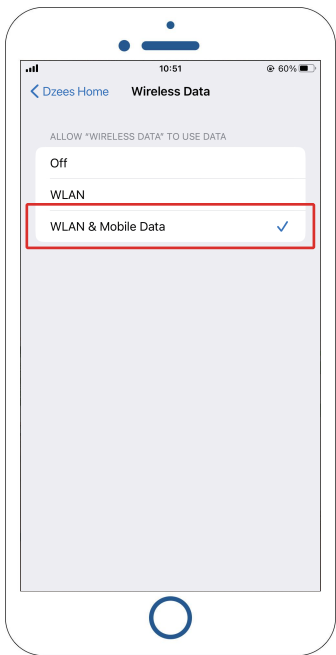 10:51
60%
Dzees Home
Wireless Data
ALLOW “WIRELESS DATA” TO USE DATA
Off
WLAN
WLAN & Mobile Data